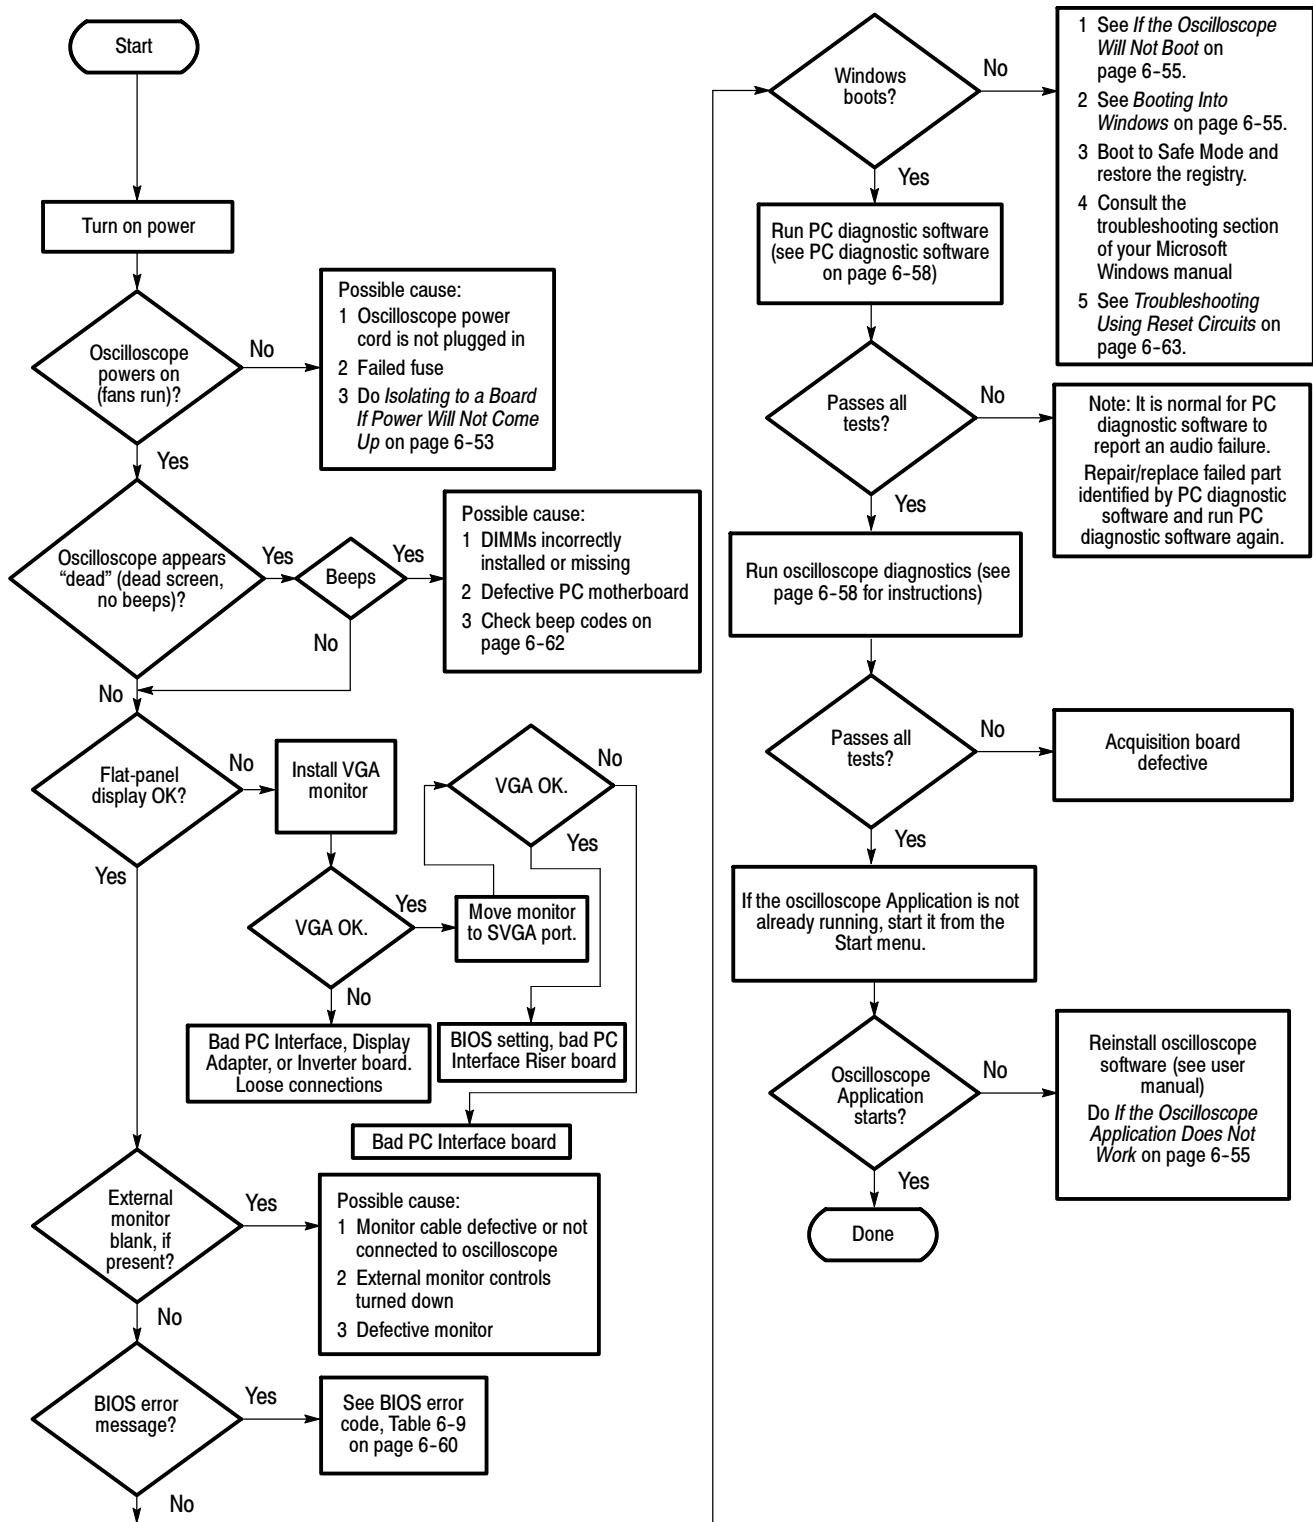 Start
Turn on power
Oscilloscope
powers on
(fans run)?
No
Possible cause:
1 Oscilloscope power
cord is not plugged in
2 Failed fuse
3 Do Isolating to a Board
If Power Will Not Come
Up on page 6-53
Yes
Oscilloscope appears
“dead” (dead screen,
no beeps)?
Yes
Beeps
Yes
Possible cause:
1 DIMMs incorrectly
installed or missing
2 Defective PC motherboard
3 Check beep codes on
page 6-62
No
No
Flat-panel
display OK?
No
Install VGA
monitor
VGA OK.
Yes
Move monitor
to SVGA port.
VGA OK.
No
Yes
No
Bad PC Interface, Display
Adapter, or Inverter board.
Loose connections
BIOS setting, bad PC
Interface Riser board
Bad PC Interface board
Yes
External
monitor
blank, if
present?
Yes
Possible cause:
1 Monitor cable defective or not
connected to oscilloscope
2 External monitor controls
turned down
3 Defective monitor
No
BIOS error
message?
Yes
See BIOS error
code, Table 6-9
on page 6-60
No
Windows
boots?
No
1 See If the Oscilloscope
Will Not Boot on
page 6-55.
2 See Booting Into
Windows on page 6-55.
3 Boot to Safe Mode and
restore the registry.
4 Consult the
troubleshooting section
of your Microsoft
Windows manual
5 See Troubleshooting
Using Reset Circuits on
page 6-63.
Yes
Run PC diagnostic software
(see PC diagnostic software
on page 6-58)
Passes all
tests?
No
Note: It is normal for PC
diagnostic software to
report an audio failure.
Repair/replace failed part
identified by PC diagnostic
software and run PC
diagnostic software again.
Yes
Run oscilloscope diagnostics (see
page 6-58 for instructions)
Passes all
tests?
No
Acquisition board
defective
Yes
If the oscilloscope Application is not
already running, start it from the
Start menu.
Oscilloscope
Application
starts?
No
Reinstall oscilloscope
software (see user
manual)
Do If the Oscilloscope
Application Does Not
Work on page 6-55
Yes
Done